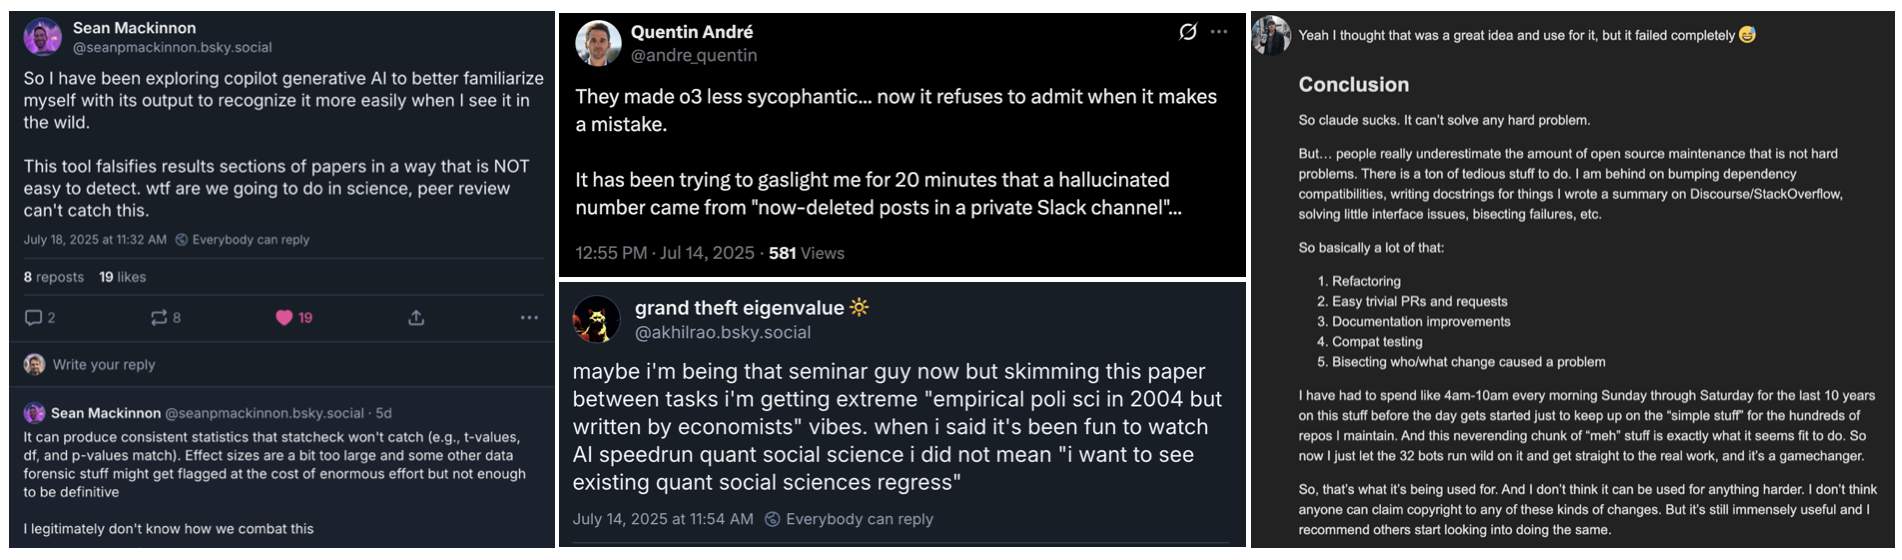 Sean Mackinnon
@seanpmackinnon.bsky.social
So I have been exploring copilot generative AI to better familiarize
myself with its output to recognize it more easily when I see it in
the wild.
This tool falsifies results sections of papers in a way that is NOT
easy to detect. wtf are we going to do in science, peer review
can't catch this.
July 18, 2025 at 11:32 AM Everybody can reply
8 reposts 19 likes
2 8 19
Write your reply
Sean Mackinnon @seanpmackinnon.bsky.social · 5d
It can produce consistent statistics that statcheck won't catch (e.g., t-values,
df, and p-values match). Effect sizes are a bit too large and some other data
forensic stuff might get flagged at the cost of enormous effort but not enough
to be definitive
I legitimately don't know how we combat this
Quentin André
@andre_quentin
They made o3 less sycophantic... now it refuses to admit when it makes
a mistake.
It has been trying to gaslight me for 20 minutes that a hallucinated
number came from "now-deleted posts in a private Slack channel"...
12:55 PM · Jul 14, 2025 · 581 Views
grand theft eigenvalue 🔆
@akhilrao.bsky.social
maybe i'm being that seminar guy now but skimming this paper
between tasks i'm getting extreme "empirical poli sci in 2004 but
written by economists" vibes. when i said it's been fun to watch
AI speedrun quant social science i did not mean "i want to see
existing quant social sciences regress"
July 14, 2025 at 11:54 AM Everybody can reply
Yeah I thought that was a great idea and use for it, but it failed completely 😅
Conclusion
So claude sucks. It can't solve any hard problem.
But… people really underestimate the amount of open source maintenance that is not hard
problems. There is a ton of tedious stuff to do. I am behind on bumping dependency
compatibilities, writing docstrings for things I wrote a summary on Discourse/StackOverflow,
solving little interface issues, bisecting failures, etc.
So basically a lot of that:
1. Refactoring
2. Easy trivial PRs and requests
3. Documentation improvements
4. Compat testing
5. Bisecting who/what change caused a problem
I have had to spend like 4am-10am every morning Sunday through Saturday for the last 10 years
on this stuff before the day gets started just to keep up on the "simple stuff" for the hundreds of
repos I maintain. And this neverending chunk of "meh" stuff is exactly what it seems fit to do. So
now I just let the 32 bots run wild on it and get straight to the real work, and it's a gamechanger.
So, that's what it's being used for. And I don't think it can be used for anything harder. I don't think
anyone can claim copyright to any of these kinds of changes. But it's still immensely useful and I
recommend others start looking into doing the same.